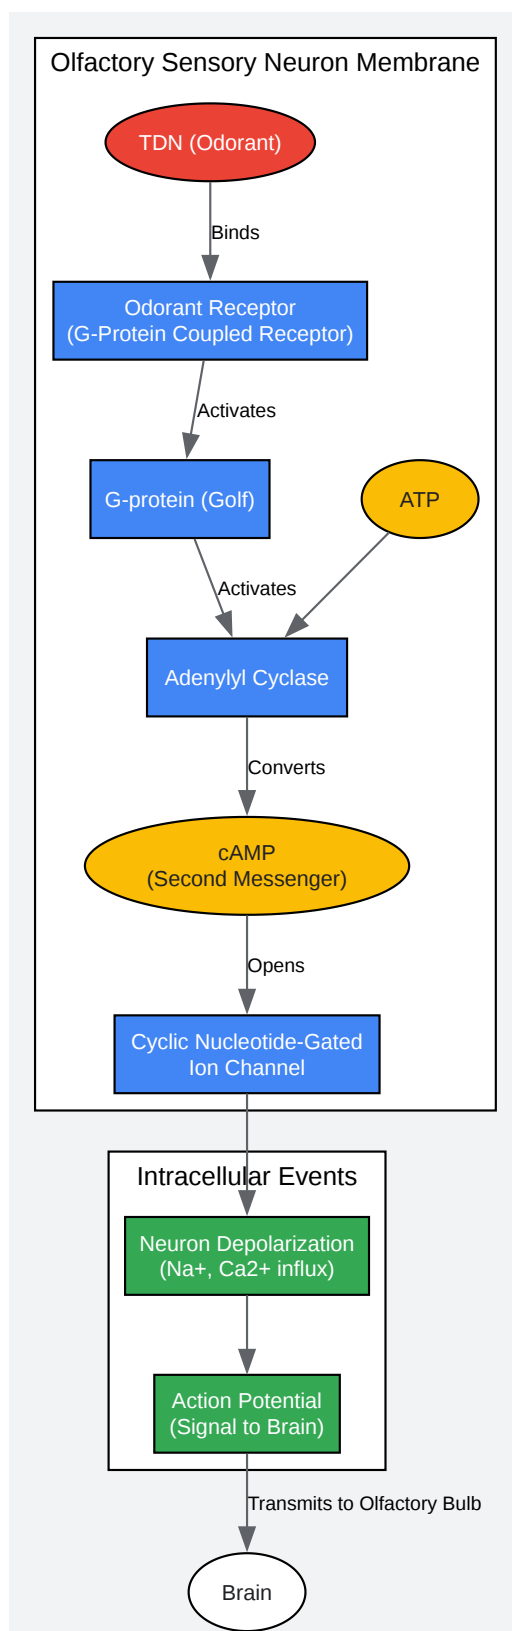 Olfactory Sensory Neuron Membrane
TDN (Odorant)
Binds
Odorant Receptor
(G-Protein Coupled Receptor)
Activates
G-protein (Golf)
ATP
Activates
Adenylyl Cyclase
Converts
cAMP
(Second Messenger)
Opens
Cyclic Nucleotide-Gated
Ion Channel
Intracellular Events
Neuron Depolarization
(Na+, Ca2+ influx)
Action Potential
(Signal to Brain)
Transmits to Olfactory Bulb
Brain